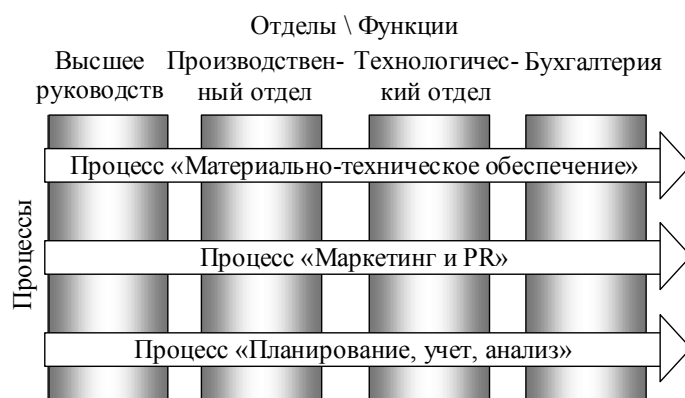 Отделы \ Функции
Высшее
руководств
Производствен-
ный отдел
Технологичес-
кий отдел
Бухгалтерия
Процессы
Процесс «Материально-техническое обеспечение»
Процесс «Маркетинг и PR»
Процесс «Планирование, учет, анализ»